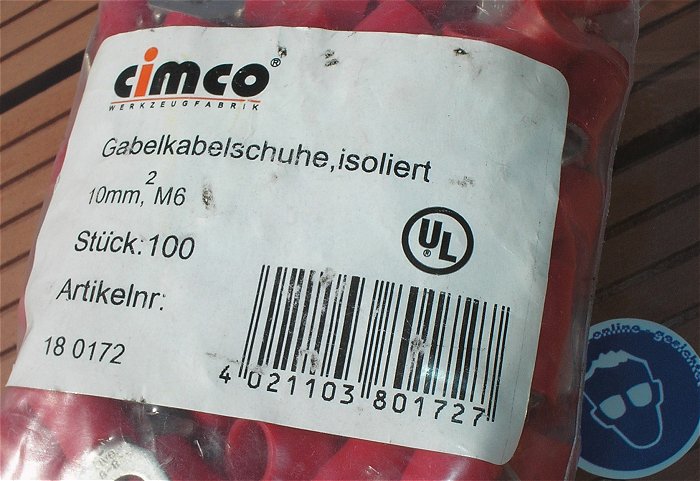 cimco®
WERKZEUGFABRIK
Gabelkabelschuhe,isoliert
10mm², M6
Stück:100
UL
Artikelnr:
18 0172
4 021103 801727